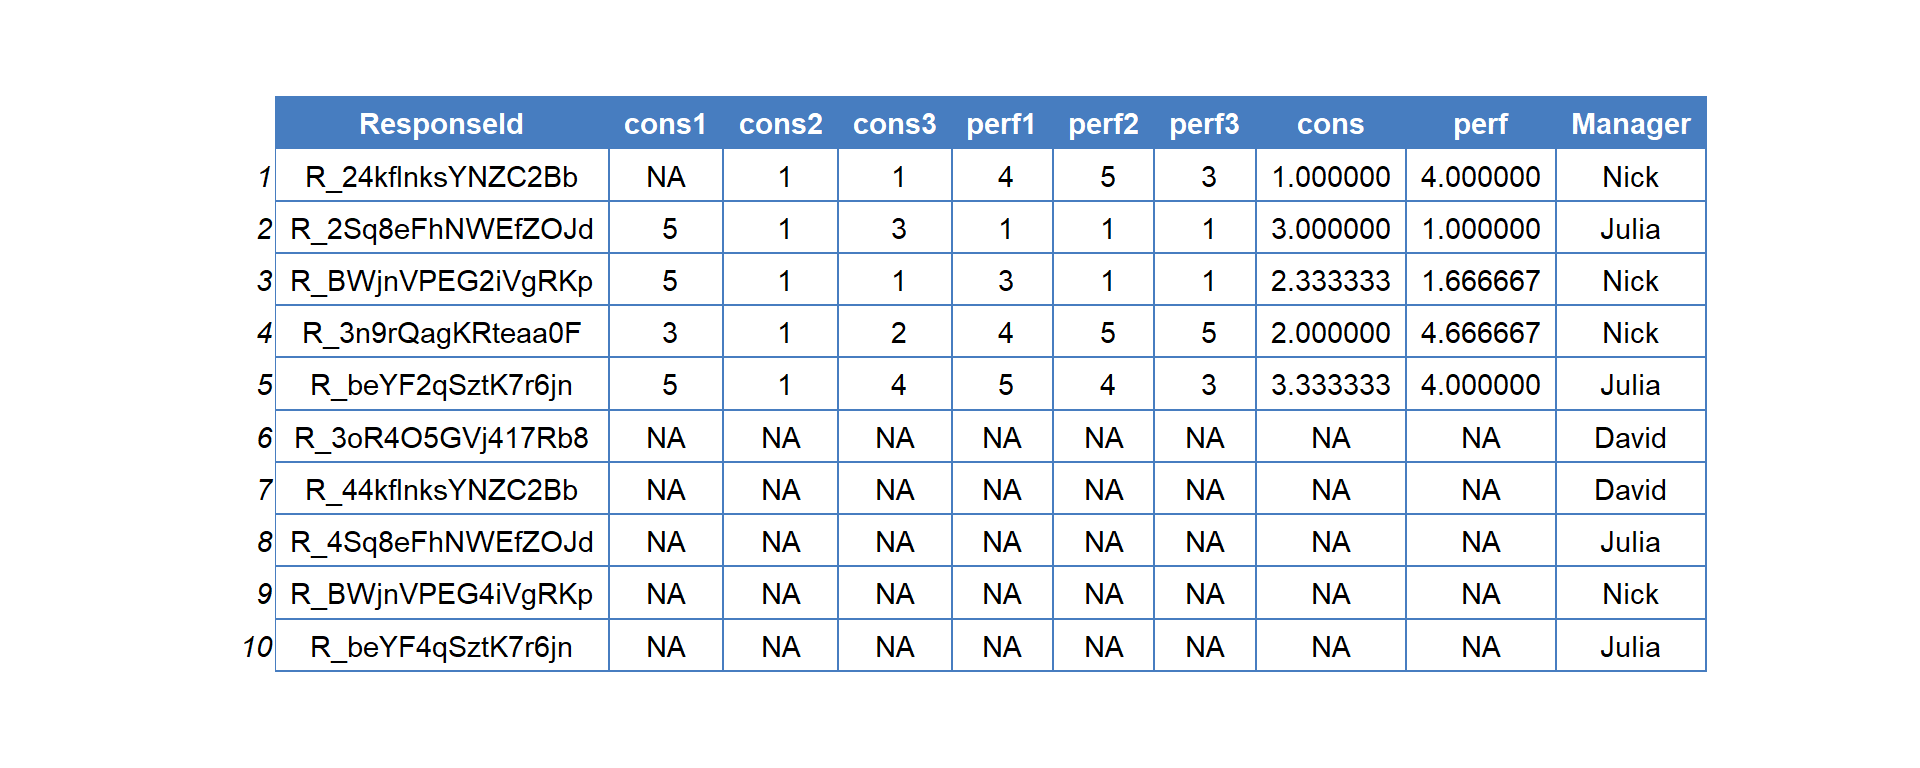 ResponseId cons1 cons2 cons3 perf1 perf2 perf3 cons perf Manager
1 R_24kflnksYNZC2Bb NA 1 1 4 5 3 1.000000 4.000000 Nick
2 R_2Sq8eFhNWEfZOJd 5 1 3 1 1 1 3.000000 1.000000 Julia
3 R_BWjnVPEG2iVgRKp 5 1 1 3 1 1 2.333333 1.666667 Nick
4 R_3n9rQagKRteaa0F 3 1 2 4 5 5 2.000000 4.666667 Nick
5 R_beYF2qSztK7r6jn 5 1 4 5 4 3 3.333333 4.000000 Julia
6 R_3oR4O5GVj417Rb8 NA NA NA NA NA NA NA NA David
7 R_44kflnksYNZC2Bb NA NA NA NA NA NA NA NA David
8 R_4Sq8eFhNWEfZOJd NA NA NA NA NA NA NA NA Julia
9 R_BWjnVPEG4iVgRKp NA NA NA NA NA NA NA NA Nick
10 R_beYF4qSztK7r6jn NA NA NA NA NA NA NA NA Julia